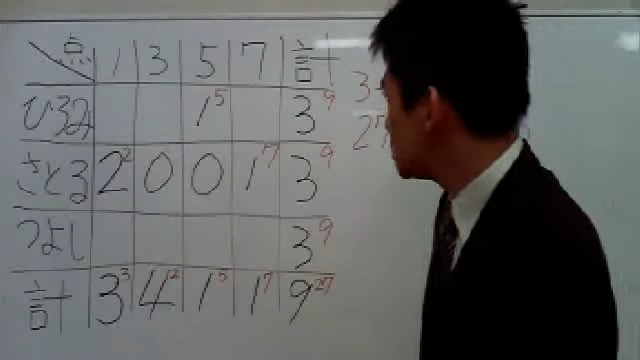 点 1 3 5 7 計
ひろみ 1 5 3 9
さとる 2 2 0 0 1 7 3 9
つよし 3 9
計 3 3 4 12 1 5 1 7 9 27
3
27